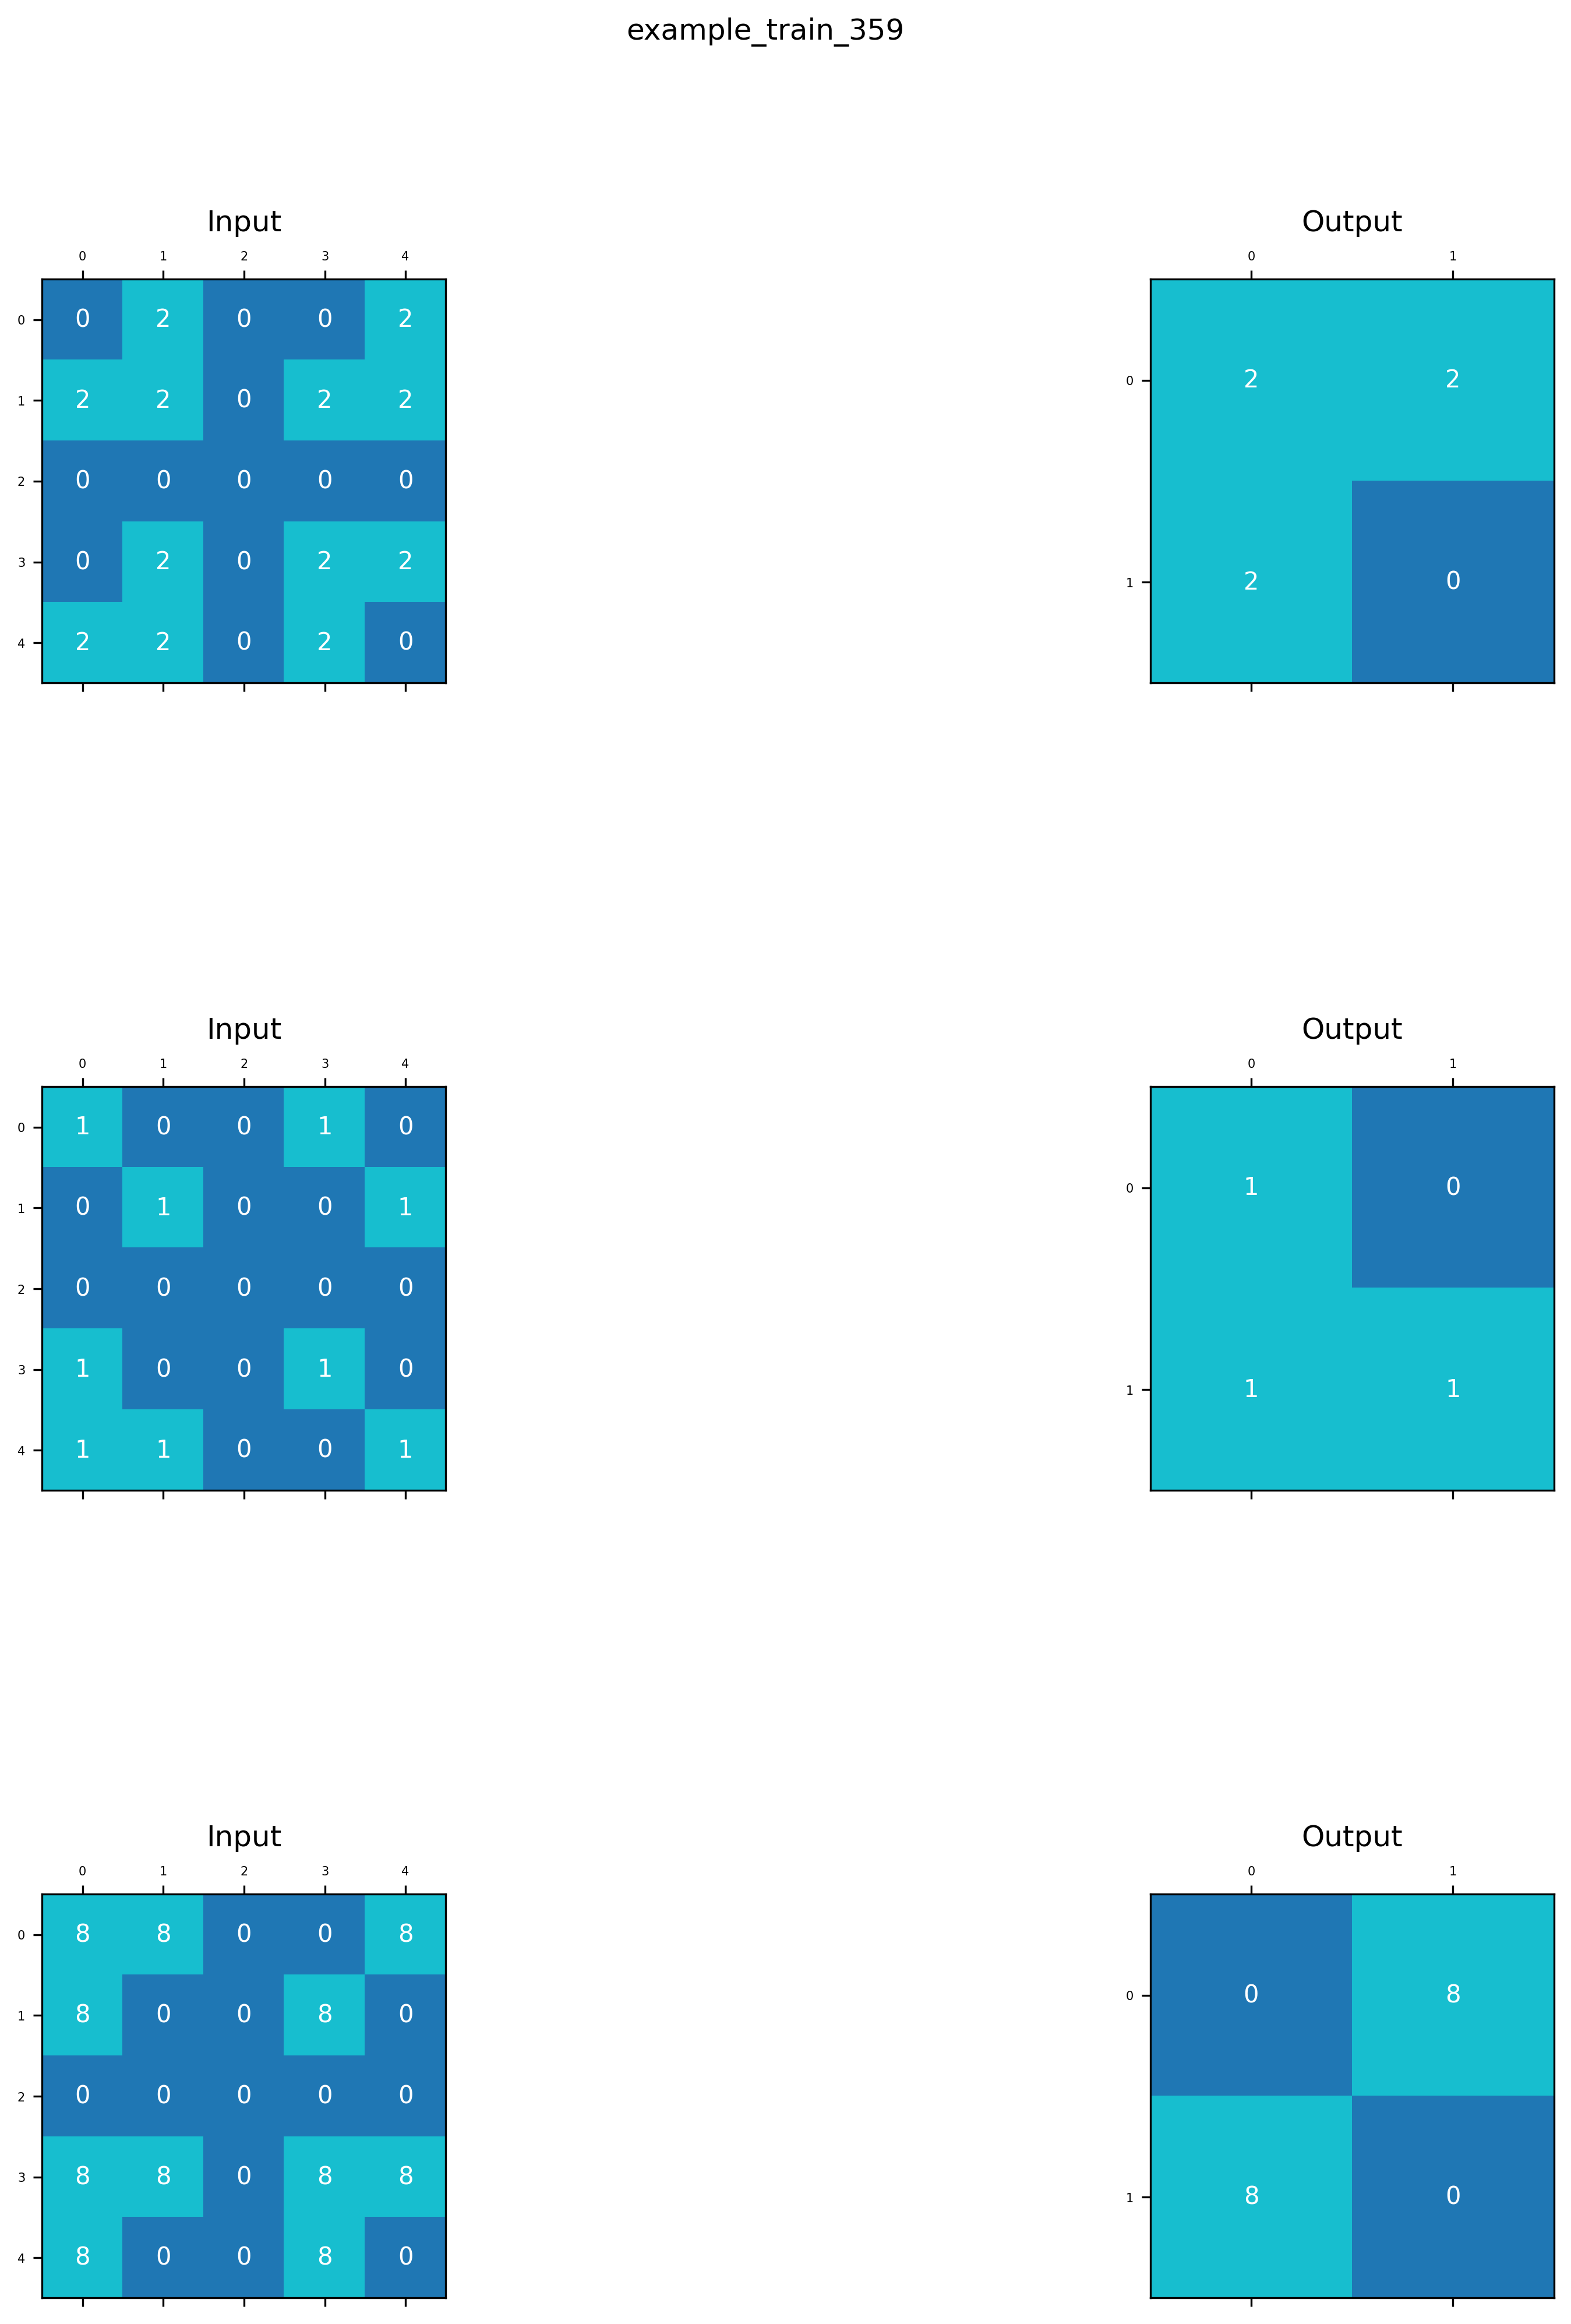 example_train_359
Input Output
0 1 2 3 4 0 1
0 0 2 0 0 2
0 2 2
1 2 2 0 2 2
2 0 0 0 0 0
3 0 2 0 2 2
1 2 0
4 2 2 0 2 0
Input Output
0 1 2 3 4 0 1
0 1 0 0 1 0
0 1 0
1 0 1 0 0 1
2 0 0 0 0 0
3 1 0 0 1 0
1 1 1
4 1 1 0 0 1
Input Output
0 1 2 3 4 0 1
0 8 8 0 0 8
0 0 8
1 8 0 0 8 0
2 0 0 0 0 0
3 8 8 0 8 8
1 8 0
4 8 0 0 8 0